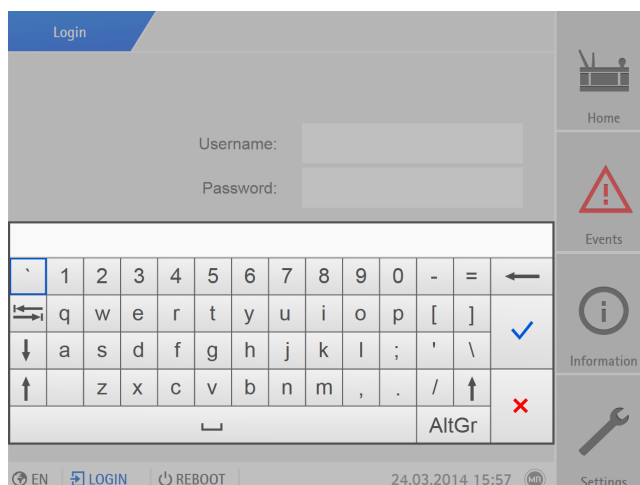 Login
Home
Username:
Password:
Events
` 1 2 3 4 5 6 7 8 9 0 - =
q w e r t y u i o p [ ]
a s d f g h j k l ; ' \
z x c v b n m , . /
AltGr
Information
EN LOGIN REBOOT 24.03.2014 15:57 MR
Settings